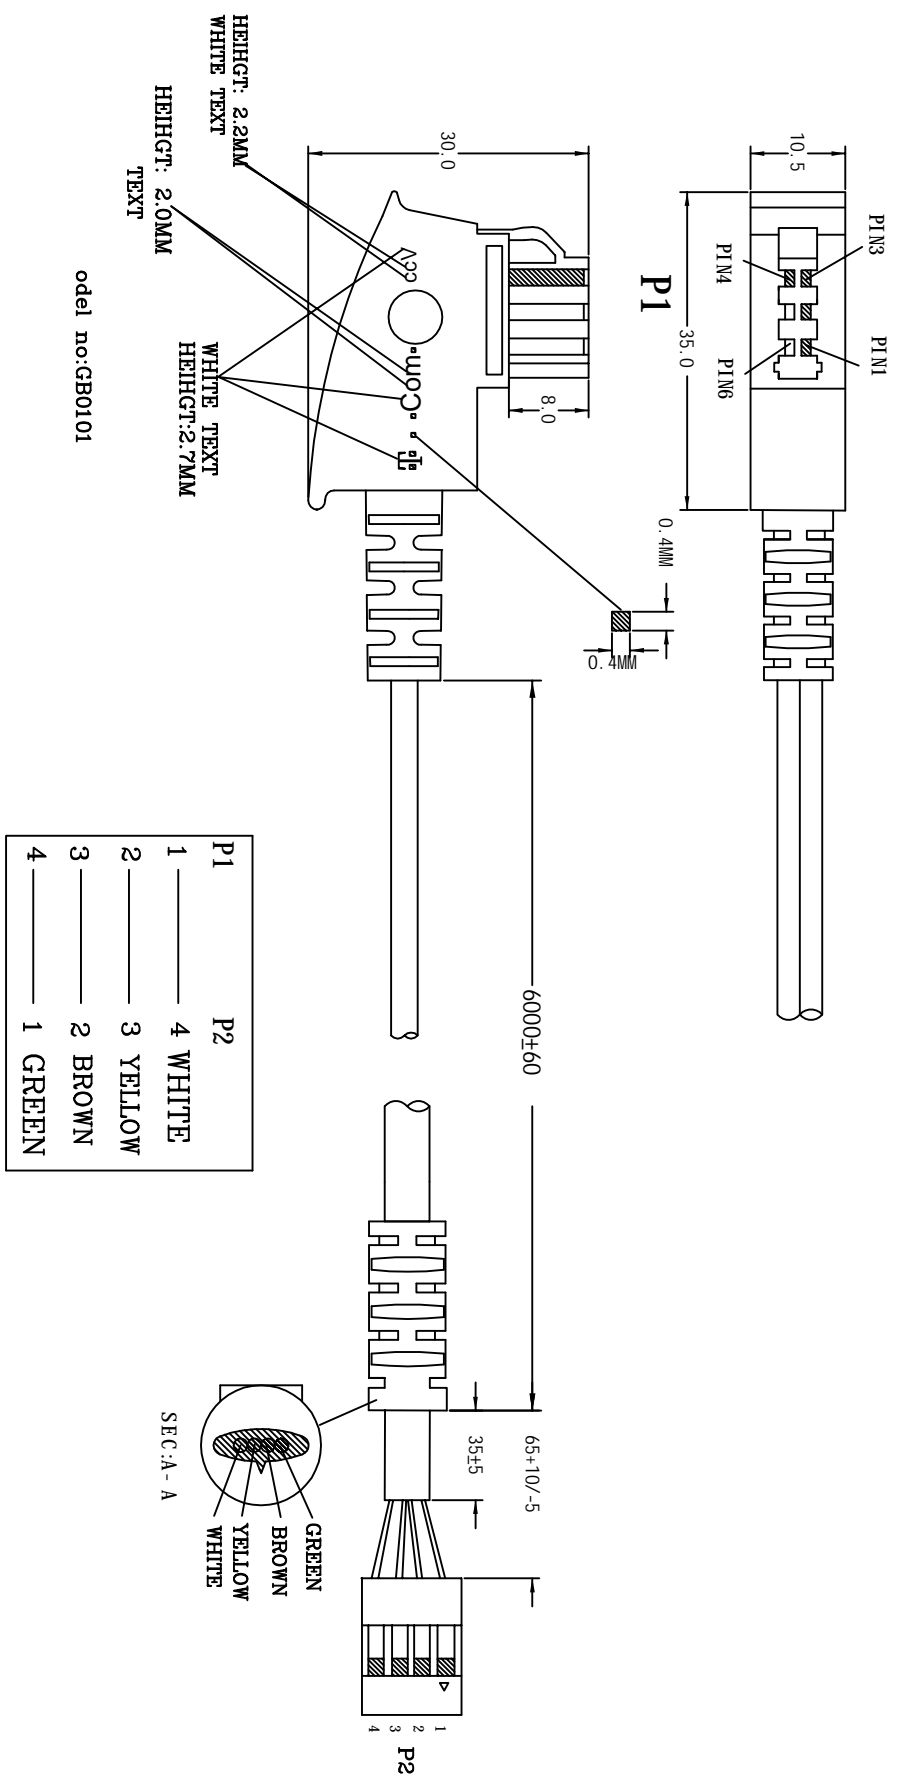 PIN3
PIN1
PIN4
PIN6
10.5
35.0
P1
30.0
8.0
HEIHGT: 2.2MM
WHITE TEXT
HEIHGT: 2.0MM
TEXT
WHITE TEXT
HEIHGT:2.7MM
odel no:GB0101
0.4MM
0.4MM
6000±60
65+10/-5
35±5
SEC:A-A
GREEN
BROWN
YELLOW
WHITE
1
2
3
4
P2
P1 P2
1 4 WHITE
2 3 YELLOW
3 2 BROWN
4 1 GREEN